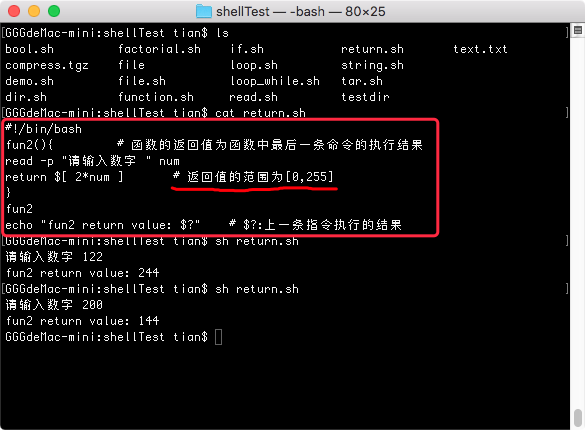 shellTest — -bash — 80×25
[GGGdeMac-mini:shellTest tian$ ls ]
bool.sh factorial.sh if.sh return.sh text.txt
compress.tgz file loop.sh string.sh
demo.sh file.sh loop_while.sh tar.sh
dir.sh function.sh read.sh testdir
[GGGdeMac-mini:shellTest tian$ cat return.sh ]
#!/bin/bash
fun2(){ # 函数的返回值为函数中最后一条命令的执行结果
read -p "请输入数字 " num
return $[ 2*num ] # 返回值的范围为[0,255]
}
fun2
echo "fun2 return value: $?" # $?:上一条指令执行的结果
[GGGdeMac-mini:shellTest tian$ sh return.sh ]
请输入数字 122
fun2 return value: 244
[GGGdeMac-mini:shellTest tian$ sh return.sh ]
请输入数字 200
fun2 return value: 144
GGGdeMac-mini:shellTest tian$